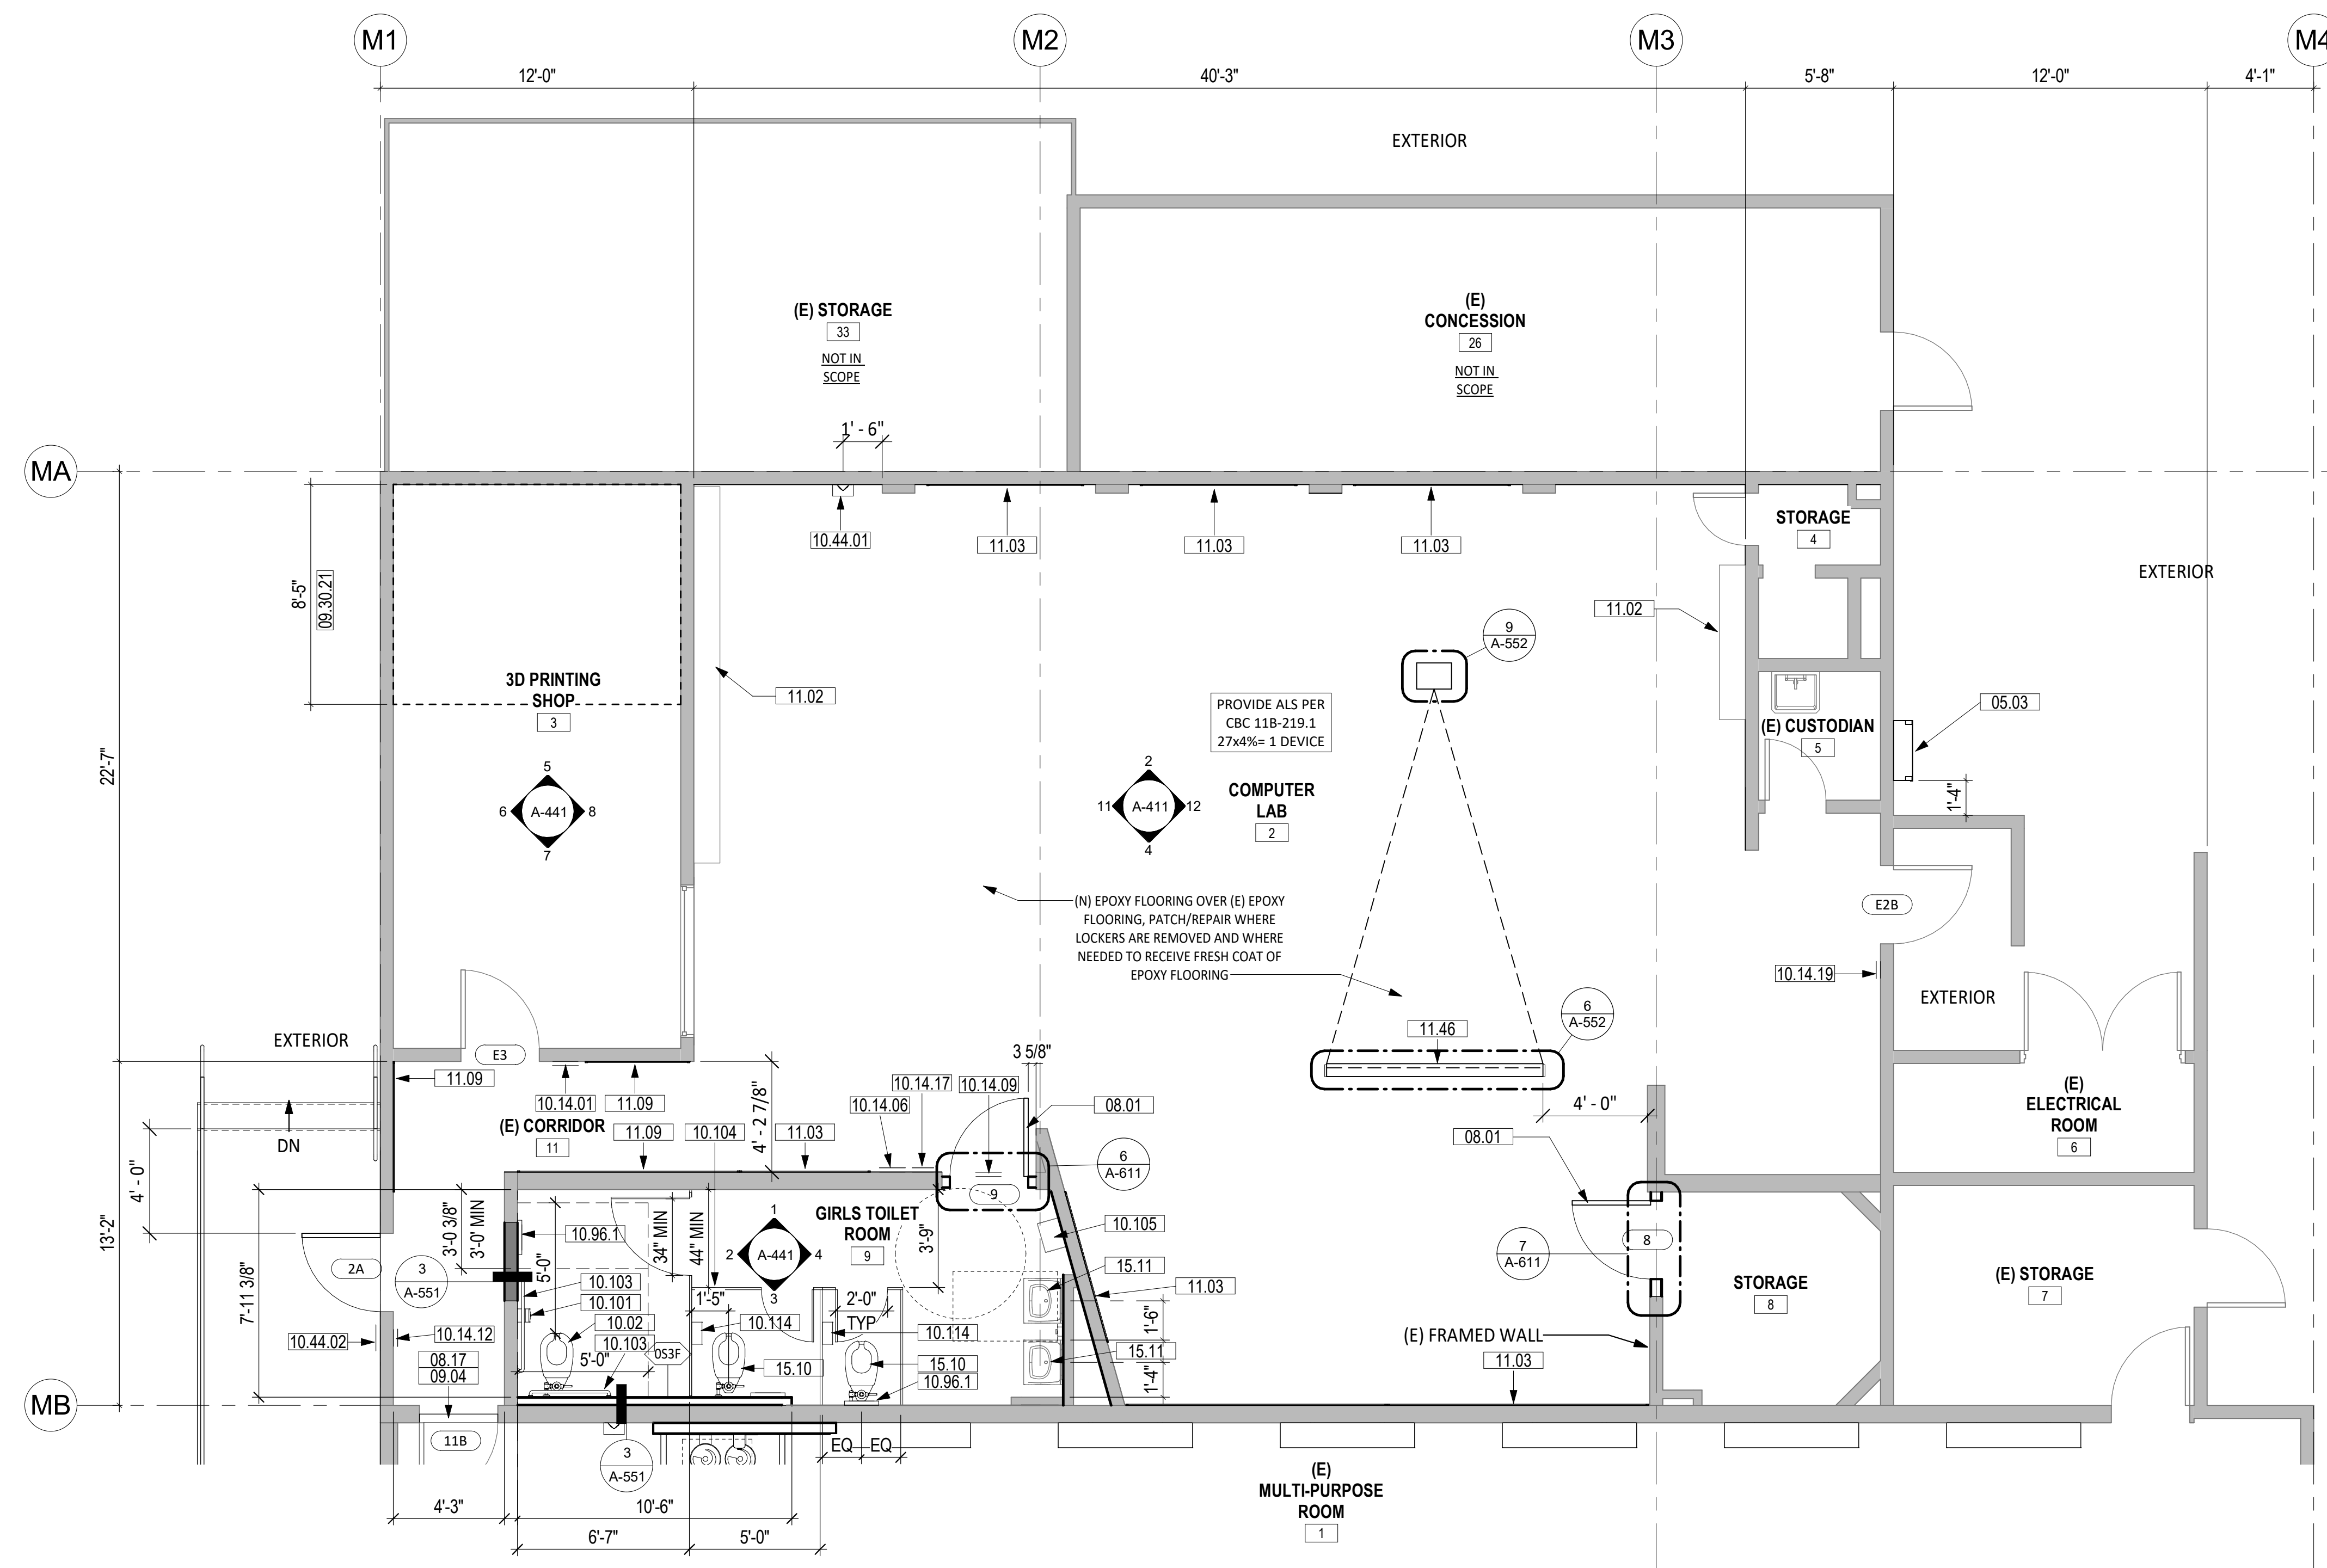 M1
M2
M3
M4
12'-0"
40'-3"
5'-8"
12'-0"
4'-1"
EXTERIOR
(E) STORAGE
33
NOT IN
SCOPE
(E)
CONCESSION
26
NOT IN
SCOPE
1' - 6"
MA
10.44.01
11.03
11.03
11.03
STORAGE
4
EXTERIOR
8'-5"
09.30.21
11.02
9
A-552
3D PRINTING
SHOP
3
11.02
PROVIDE ALS PER
CBC 11B-219.1
27x4%= 1 DEVICE
05.03
(E) CUSTODIAN
5
22'-7"
5
6
A-441
8
7
2
11
A-411
12
4
COMPUTER
LAB
2
1'-4"
(N) EPOXY FLOORING OVER (E) EPOXY
FLOORING, PATCH/REPAIR WHERE
LOCKERS ARE REMOVED AND WHERE
NEEDED TO RECEIVE FRESH COAT OF
EPOXY FLOORING
E2B
10.14.19
EXTERIOR
6
A-552
11.46
EXTERIOR
E3
3 5/8"
11.09
10.14.01
11.09
10.14.17
10.14.09
10.14.06
08.01
4' - 0"
(E)
ELECTRICAL
ROOM
6
(E) CORRIDOR
11
11.09
10.104
11.03
4' - 2 7/8"
08.01
DN
4' - 0"
6
A-611
9
13'-2"
7'-11 3/8"
3'-0 3/8"
3'-0' MIN
10.96.1
5'-0"
34" MIN
44" MIN
1
2
A-441
4
3
GIRLS TOILET
ROOM
9
3'-9"
10.105
15.11
11.03
7
A-611
8
STORAGE
8
(E) STORAGE
7
2A
3
A-551
10.103
10.101
10.02
10.103
1'-5"
10.114
2'-0"
TYP
10.114
1'-6"
10.44.02
10.14.12
08.17
09.04
5'-0"
0S3F
15.10
15.10
10.96.1
15.11
1'-4"
(E) FRAMED WALL
11.03
MB
11B
3
A-551
EQ
EQ
(E)
MULTI-PURPOSE
ROOM
1
4'-3"
10'-6"
6'-7"
5'-0"